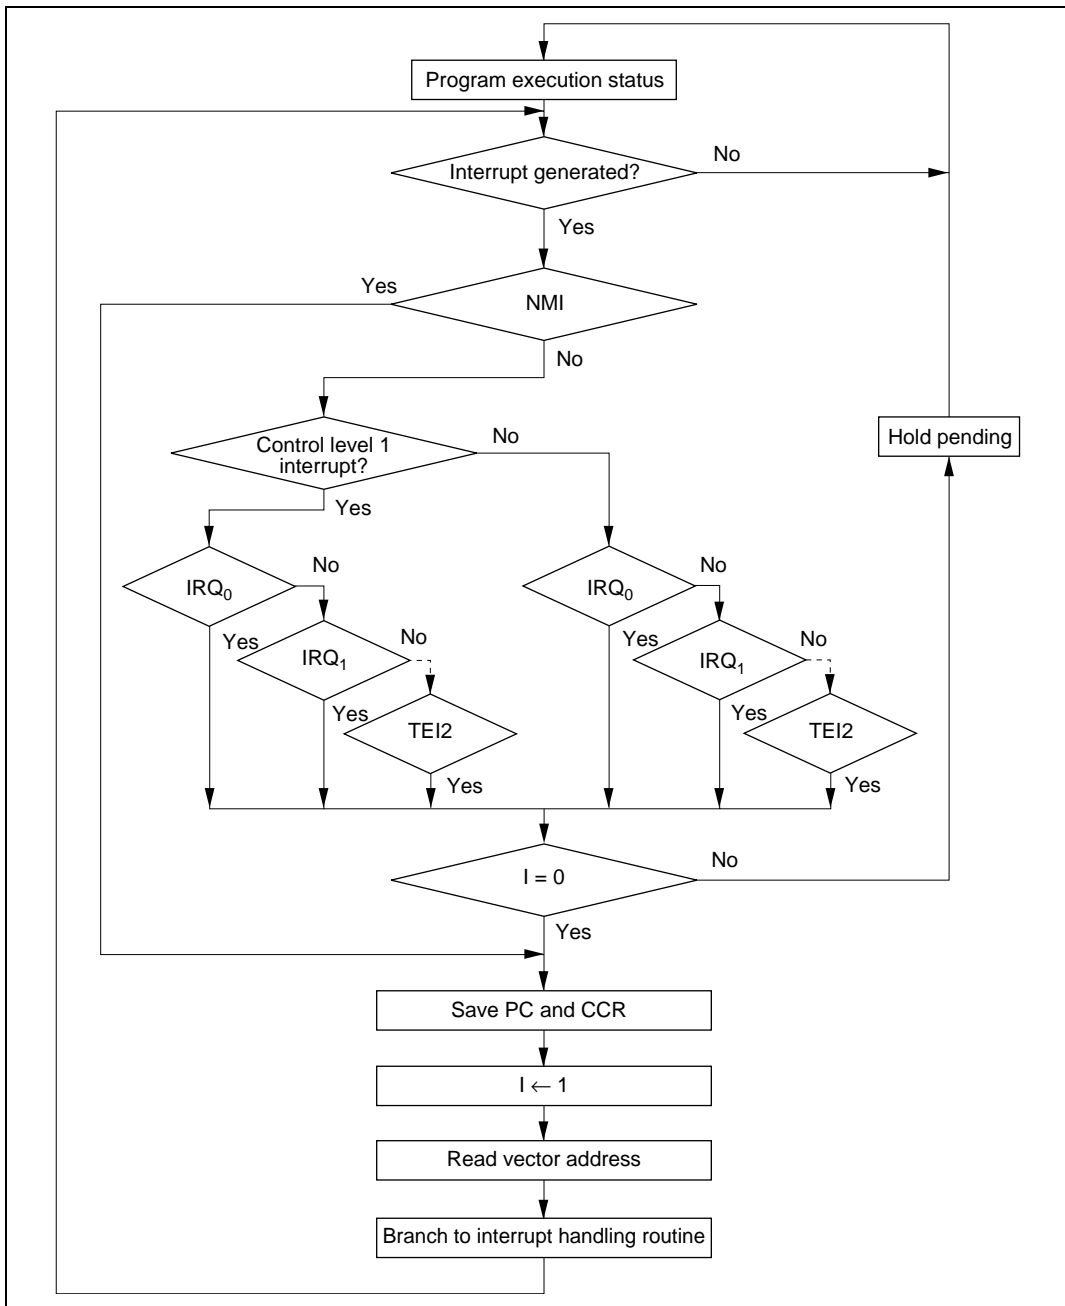 Program execution status
Interrupt generated?
No
Yes
Yes
NMI
No
Control level 1
interrupt?
No
Hold pending
Yes
IRQ0
No
IRQ0
No
Yes
IRQ1
No
Yes
IRQ1
No
Yes
TEI2
Yes
TEI2
Yes
Yes
I = 0
No
Yes
Save PC and CCR
I ← 1
Read vector address
Branch to interrupt handling routine